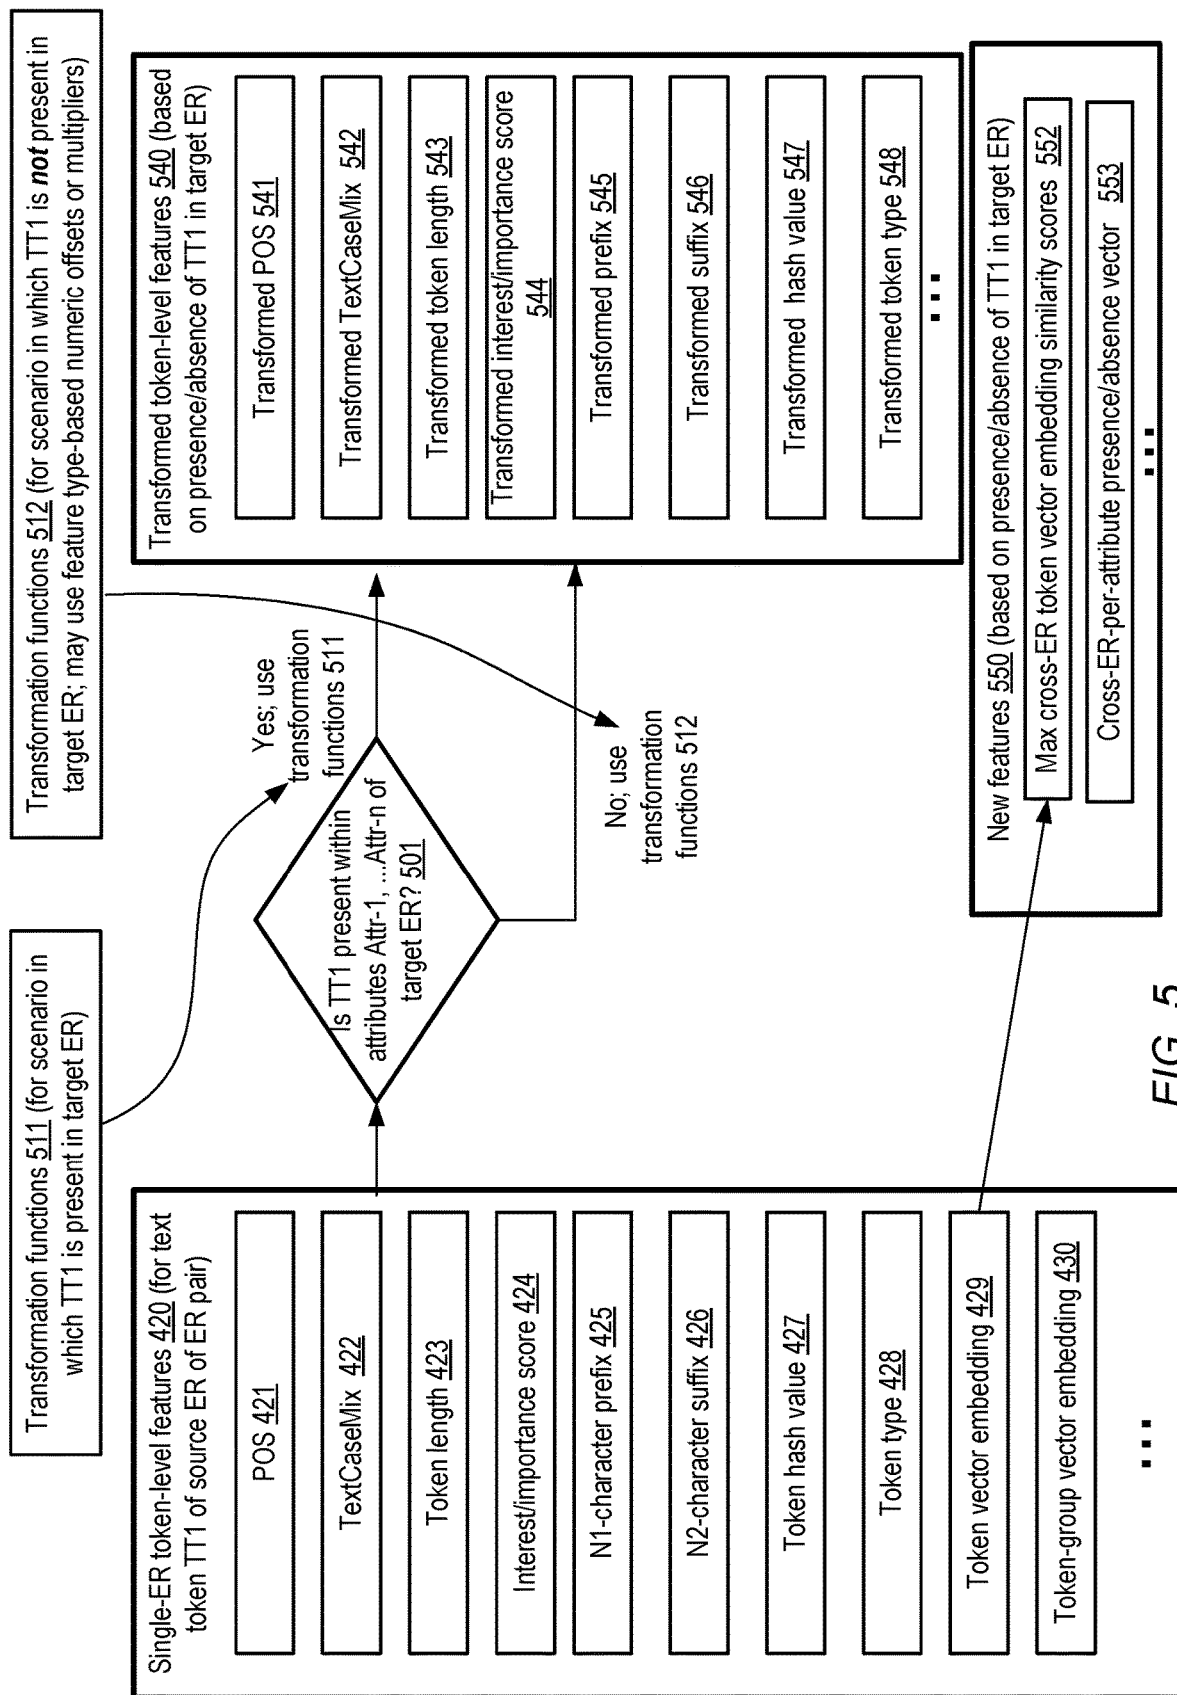 Transformation functions 511 (for scenario in
which TT1 is present in target ER)
Transformation functions 512 (for scenario in which TT1 is not present in
target ER; may use feature type-based numeric offsets or multipliers)
Single-ER token-level features 420 (for text
token TT1 of source ER of ER pair)
POS 421
TextCaseMix 422
Token length 423
Interest/importance score 424
N1-character prefix 425
N2-character suffix 426
Token hash value 427
Token type 428
Token vector embedding 429
Token-group vector embedding 430
...
Is TT1 present within
attributes Attr-1, ...Attr-n of
target ER? 501
Yes; use
transformation
functions 511
No; use
transformation
functions 512
Transformed token-level features 540 (based
on presence/absence of TT1 in target ER)
Transformed POS 541
Transformed TextCaseMix 542
Transformed token length 543
Transformed interest/importance score
544
Transformed prefix 545
Transformed suffix 546
Transformed hash value 547
Transformed token type 548
...
New features 550 (based on presence/absence of TT1 in target ER)
Max cross-ER token vector embedding similarity scores 552
Cross-ER-per-attribute presence/absence vector 553
...
FIG. 5